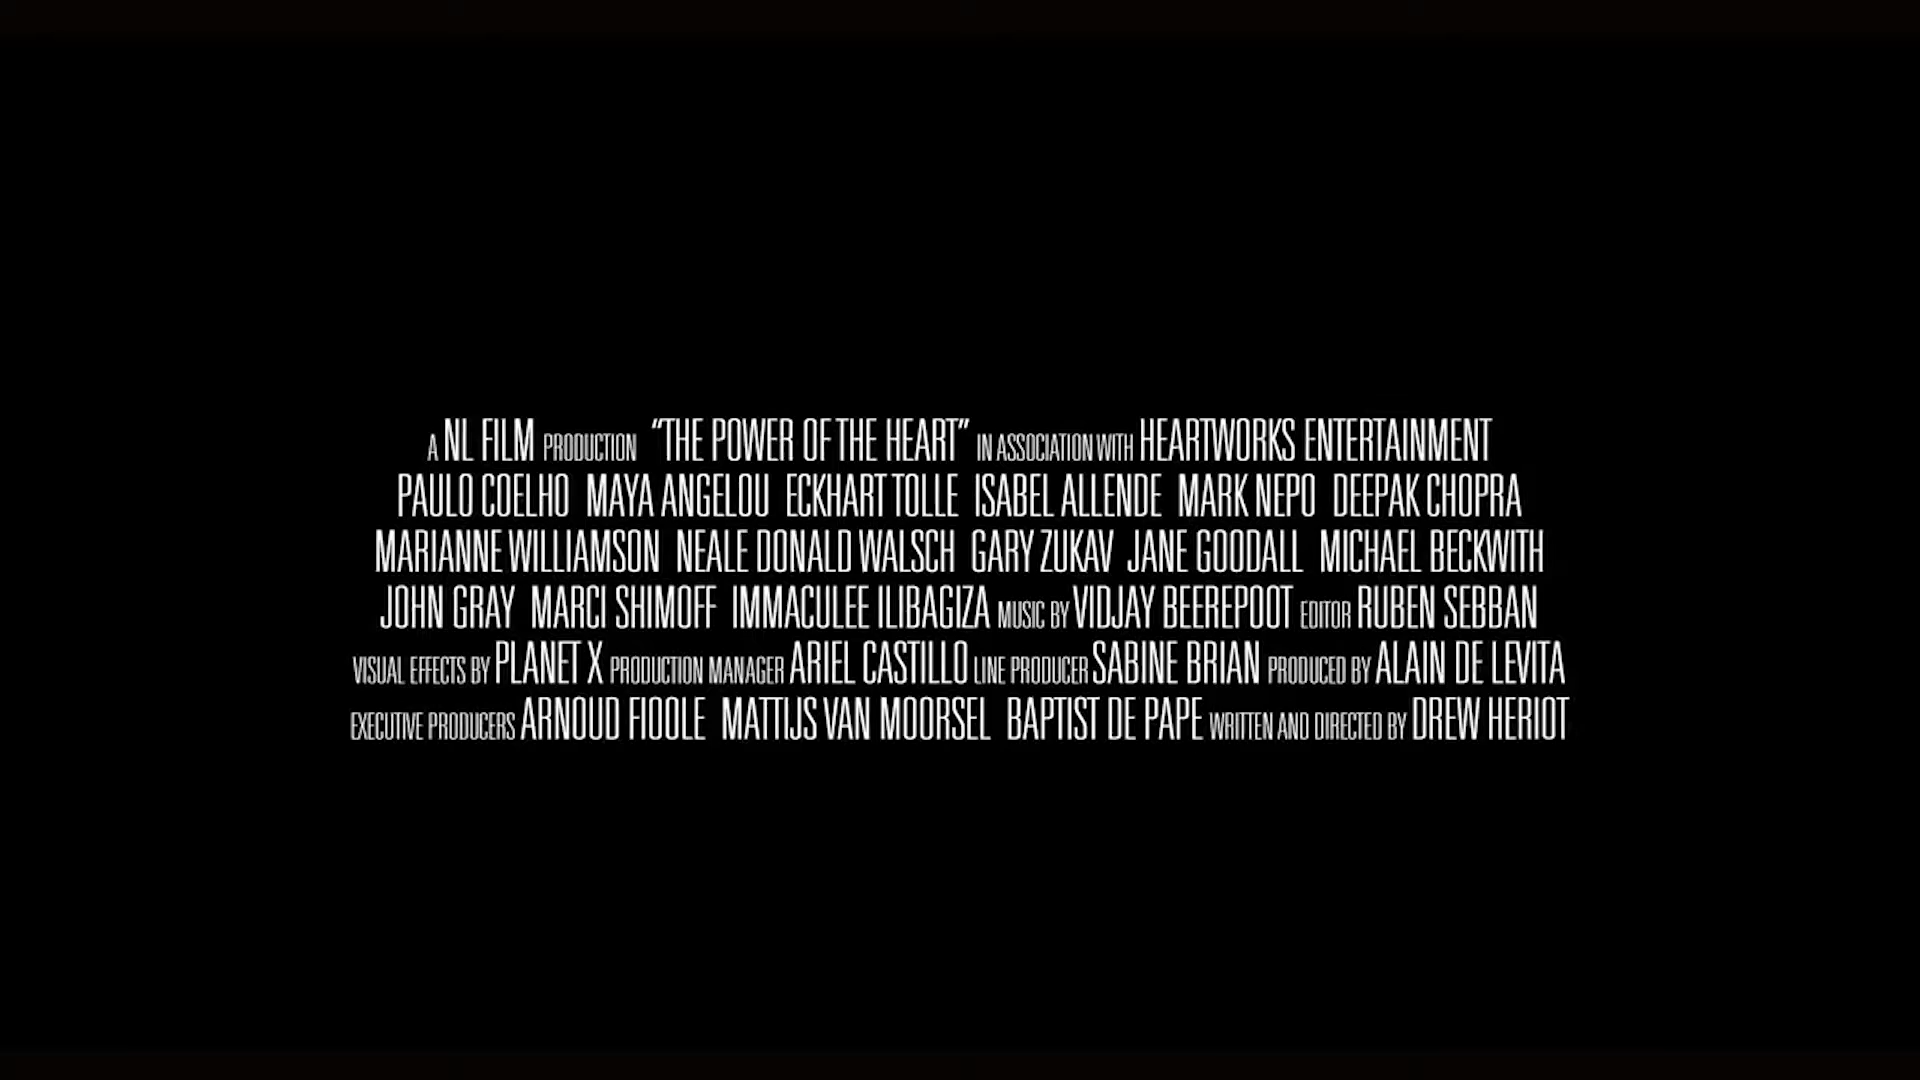 A NL FILM PRODUCTION "THE POWER OF THE HEART" IN ASSOCIATION WITH HEARTWORKS ENTERTAINMENT
PAULO COELHO MAYA ANGELOU ECKHART TOLLE ISABEL ALLENDE MARK NEPO DEEPAK CHOPRA
MARIANNE WILLIAMSON NEALE DONALD WALSCH GARY ZUKAV JANE GOODALL MICHAEL BECKWITH
JOHN GRAY MARCI SHIMOFF IMMACULEE ILIBAGIZA MUSIC BY VIDJAY BEEREPOOT EDITOR RUBEN SEBBAN
VISUAL EFFECTS BY PLANET X PRODUCTION MANAGER ARIEL CASTILLO LINE PRODUCER SABINE BRIAN PRODUCED BY ALAIN DE LEVITA
EXECUTIVE PRODUCERS ARNOUD FIOOLE MATTIJS VAN MOORSEL BAPTIST DE PAPE WRITTEN AND DIRECTED BY DREW HERIOT